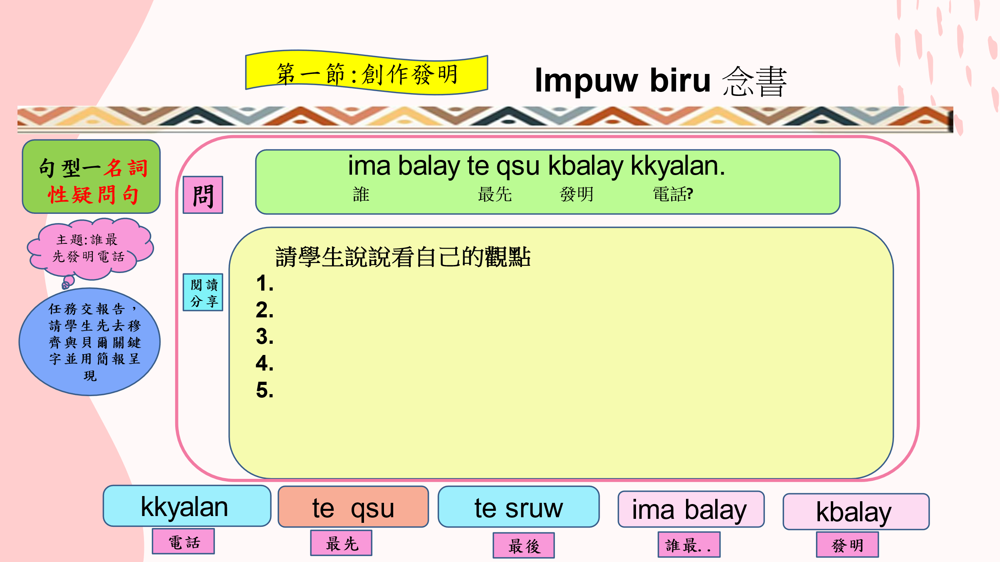 第一節:創作發明
lmpuw biru 念書
句型一名詞
性疑問句
問
ima balay te qsu kbalay kkyalan.
誰 最先 發明 電話?
主題:誰最
先發明電話
任務交報告，
請學生先去穆
齊與貝爾關鍵
字並用簡報呈
現
閱讀
分享
請學生說說看自己的觀點
1.
2.
3.
4.
5.
kkyalan
電話
te qsu
最先
te sruw
最後
ima balay
誰最..
kbalay
發明